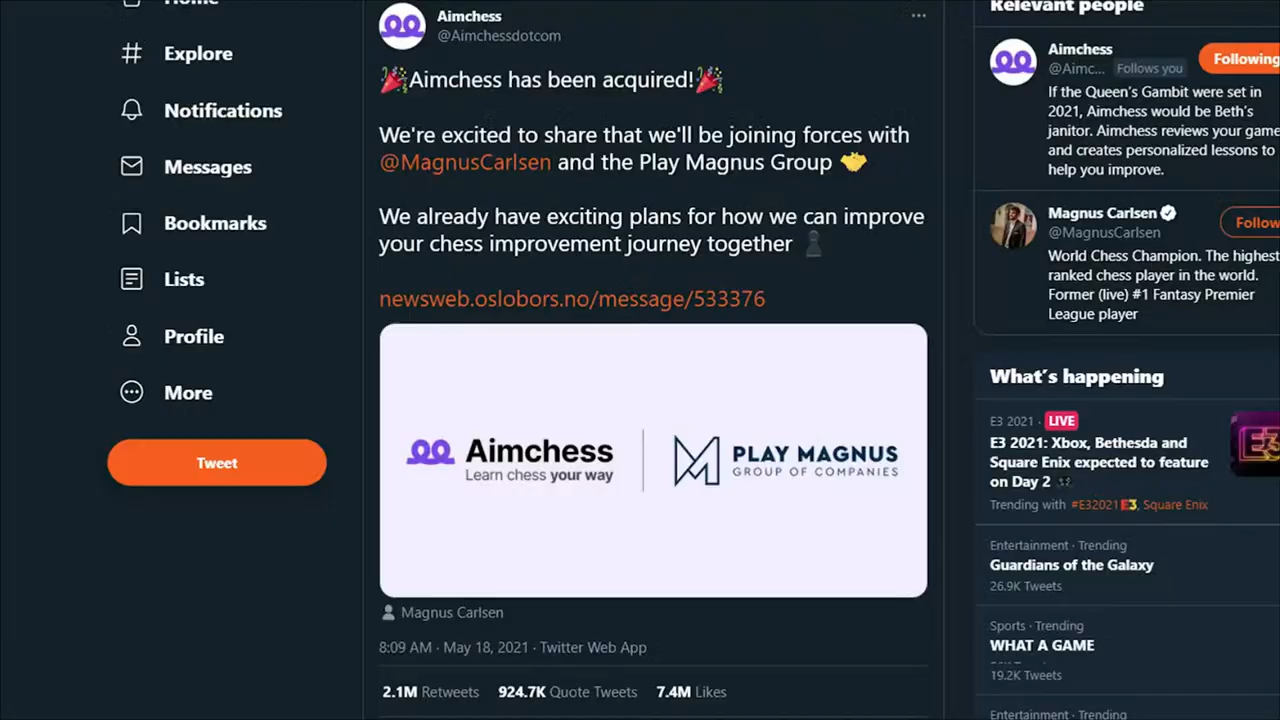 Home
Explore
Notifications
Messages
Bookmarks
Lists
Profile
More
Tweet
Aimchess
@Aimchessdotcom
🎉Aimchess has been acquired!🎉
We're excited to share that we'll be joining forces with
@MagnusCarlsen and the Play Magnus Group 🤝
We already have exciting plans for how we can improve
your chess improvement journey together ♟
newsweb.oslobors.no/message/533376
Aimchess
Learn chess your way
PLAY MAGNUS
GROUP OF COMPANIES
Magnus Carlsen
8:09 AM · May 18, 2021 · Twitter Web App
2.1M Retweets 924.7K Quote Tweets 7.4M Likes
Relevant people
Aimchess
@Aimc... Follows you
Following
If the Queen's Gambit were set in
2021, Aimchess would be Beth's
janitor. Aimchess reviews your game
and creates personalized lessons to
help you improve.
Magnus Carlsen
@MagnusCarlsen
Follow
World Chess Champion. The highest
ranked chess player in the world.
Former (live) #1 Fantasy Premier
League player
What's happening
E3 2021 · LIVE
E3 2021: Xbox, Bethesda and
Square Enix expected to feature
on Day 2 🎮
Trending with #E32021 E3, Square Enix
E3
Entertainment · Trending
Guardians of the Galaxy
26.9K Tweets
Sports · Trending
WHAT A GAME
19.2K Tweets
Entertainment · Trending